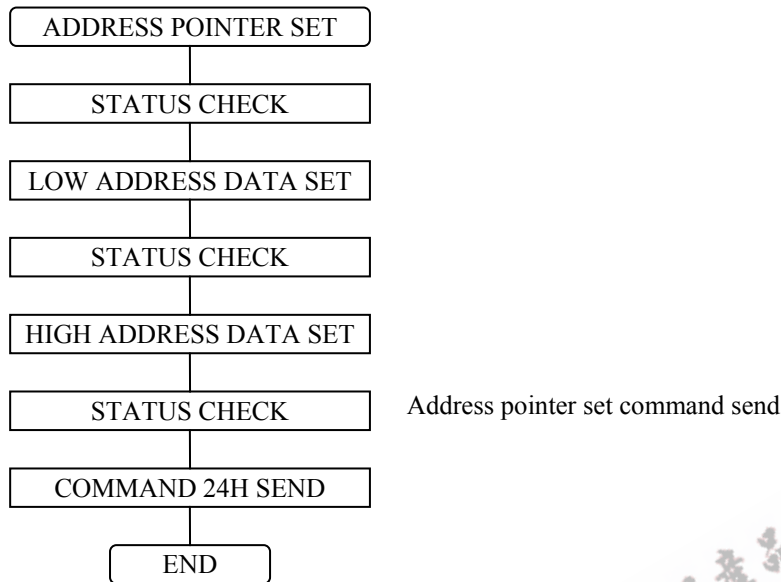 ADDRESS POINTER SET
STATUS CHECK
LOW ADDRESS DATA SET
STATUS CHECK
HIGH ADDRESS DATA SET
STATUS CHECK
Address pointer set command send
COMMAND 24H SEND
END